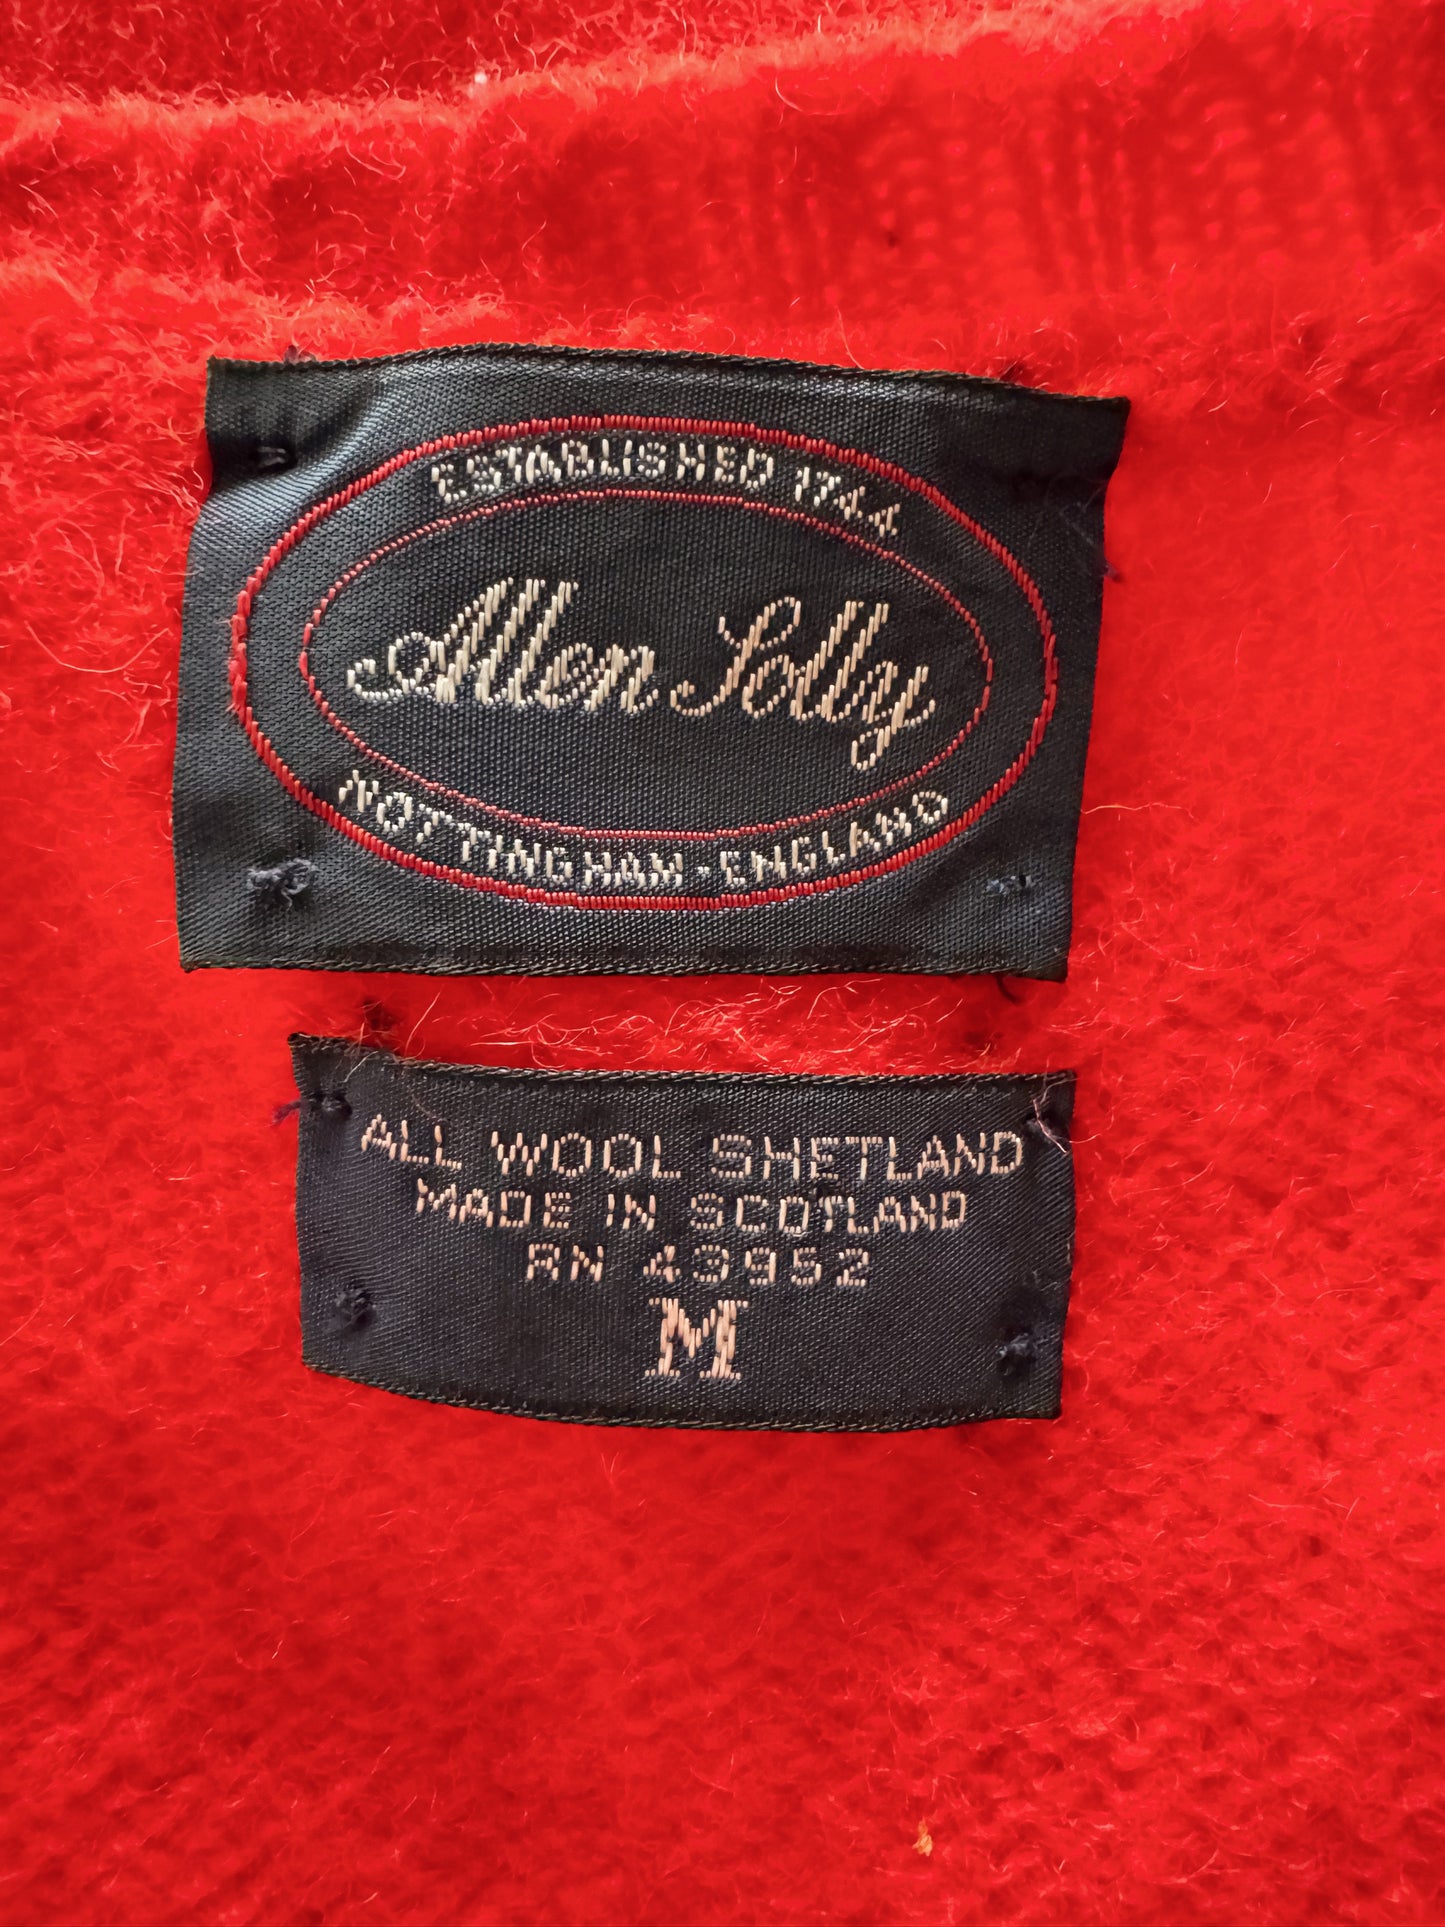 ESTABLISHED 1744
Allen Solly
NOTTINGHAM · ENGLAND
ALL WOOL SHETLAND
MADE IN SCOTLAND
RN 43952
M